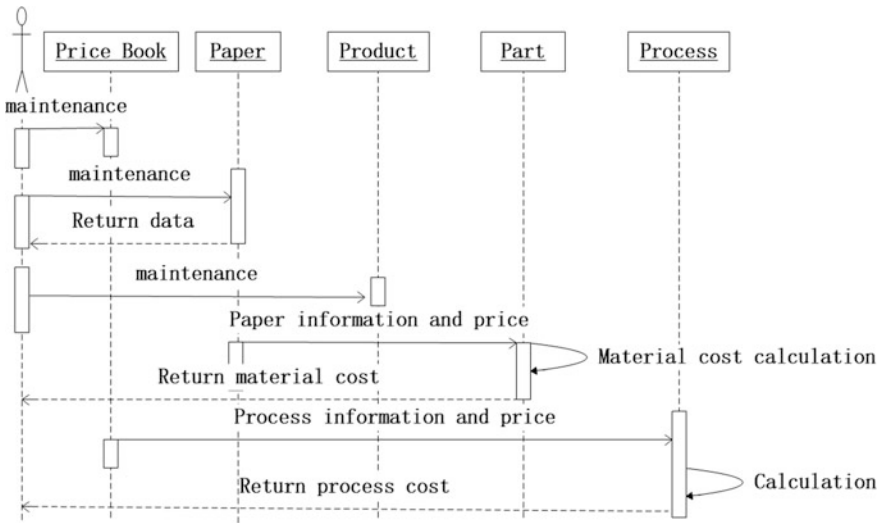 Price Book
Paper
Product
Part
Process
maintenance
maintenance
Return data
maintenance
Paper information and price
Material cost calculation
Return material cost
Process information and price
Calculation
Return process cost